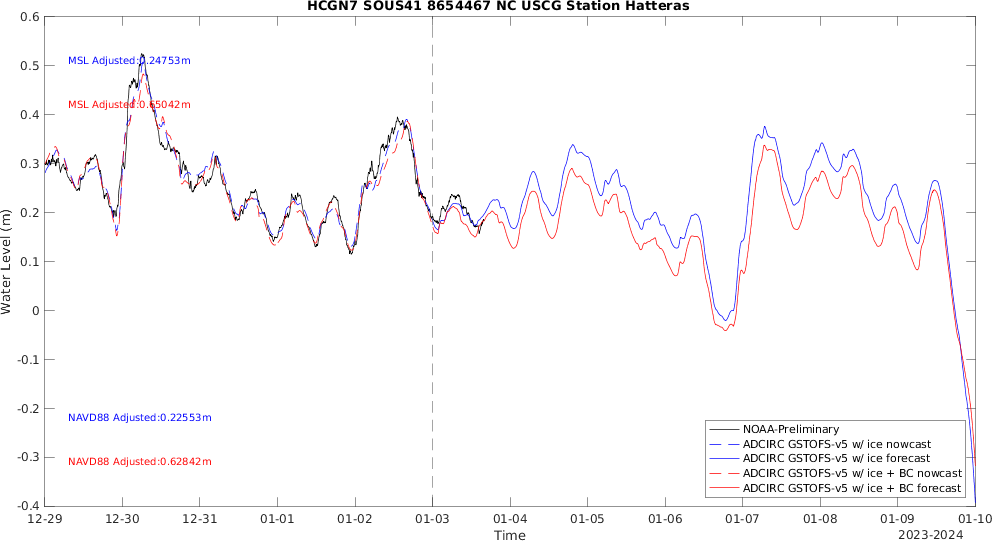 HCGN7 SOUS41 8654467 NC USCG Station Hatteras
0.6
0.5
0.4
0.3
0.2
0.1
0
-0.1
-0.2
-0.3
-0.4
Water Level (m)
MSL Adjusted:0.24753m
MSL Adjusted:0.65042m
NAVD88 Adjusted:0.22553m
NAVD88 Adjusted:0.62842m
NOAA-Preliminary
ADCIRC GSTOFS-v5 w/ ice nowcast
ADCIRC GSTOFS-v5 w/ ice forecast
ADCIRC GSTOFS-v5 w/ ice + BC nowcast
ADCIRC GSTOFS-v5 w/ ice + BC forecast
12-29 12-30 12-31 01-01 01-02 01-03 01-04 01-05 01-06 01-07 01-08 01-09 01-10
Time
2023-2024